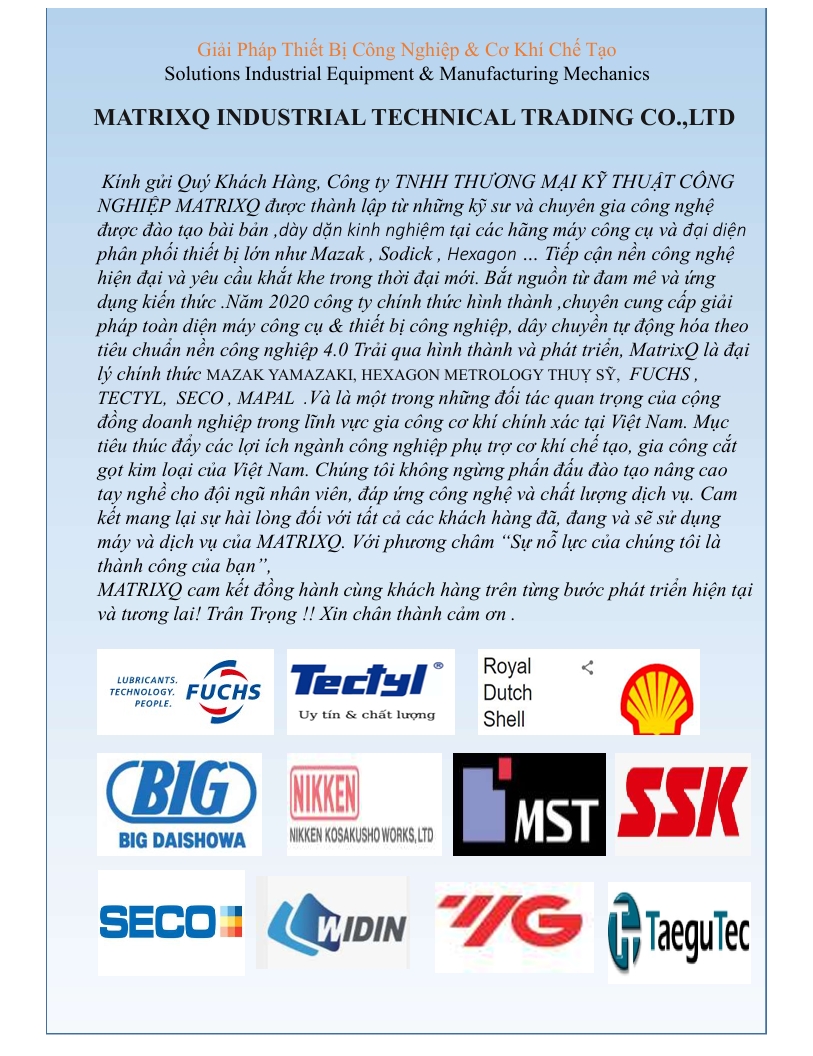 Giải Pháp Thiết Bị Công Nghiệp & Cơ Khí Chế Tạo
Solutions Industrial Equipment & Manufacturing Mechanics
MATRIXQ INDUSTRIAL TECHNICAL TRADING CO.,LTD
Kính gửi Quý Khách Hàng, Công ty TNHH THƯƠNG MẠI KỸ THUẬT CÔNG
NGHIỆP MATRIXQ được thành lập từ những kỹ sư và chuyên gia công nghệ
được đào tạo bài bản ,dày dặn kinh nghiệm tại các hãng máy công cụ và đại diện
phân phối thiết bị lớn như Mazak , Sodick , Hexagon ... Tiếp cận nền công nghệ
hiện đại và yêu cầu khắt khe trong thời đại mới. Bắt nguồn từ đam mê và ứng
dụng kiến thức .Năm 2020 công ty chính thức hình thành ,chuyên cung cấp giải
pháp toàn diện máy công cụ & thiết bị công nghiệp, dây chuyền tự động hóa theo
tiêu chuẩn nền công nghiệp 4.0 Trải qua hình thành và phát triển, MatrixQ là đại
lý chính thức MAZAK YAMAZAKI, HEXAGON METROLOGY THUỴ SỸ, FUCHS ,
TECTYL, SECO , MAPAL .Và là một trong những đối tác quan trọng của cộng
đồng doanh nghiệp trong lĩnh vực gia công cơ khí chính xác tại Việt Nam. Mục
tiêu thúc đẩy các lợi ích ngành công nghiệp phụ trợ cơ khí chế tạo, gia công cắt
gọt kim loại của Việt Nam. Chúng tôi không ngừng phấn đấu đào tạo nâng cao
tay nghề cho đội ngũ nhân viên, đáp ứng công nghệ và chất lượng dịch vụ. Cam
kết mang lại sự hài lòng đối với tất cả các khách hàng đã, đang và sẽ sử dụng
máy và dịch vụ của MATRIXQ. Với phương châm “Sự nỗ lực của chúng tôi là
thành công của bạn”,
MATRIXQ cam kết đồng hành cùng khách hàng trên từng bước phát triển hiện tại
và tương lai! Trân Trọng !! Xin chân thành cảm ơn .
LUBRICANTS.
TECHNOLOGY.
PEOPLE.
FUCHS
Tectyl ®
Uy tín & chất lượng
Royal
Dutch
Shell
BIG
BIG DAISHOWA
NIKKEN
NIKKEN KOSAKUSHO WORKS, LTD
MST
SSK
SECO
WIDIN
YG
TaeguTec